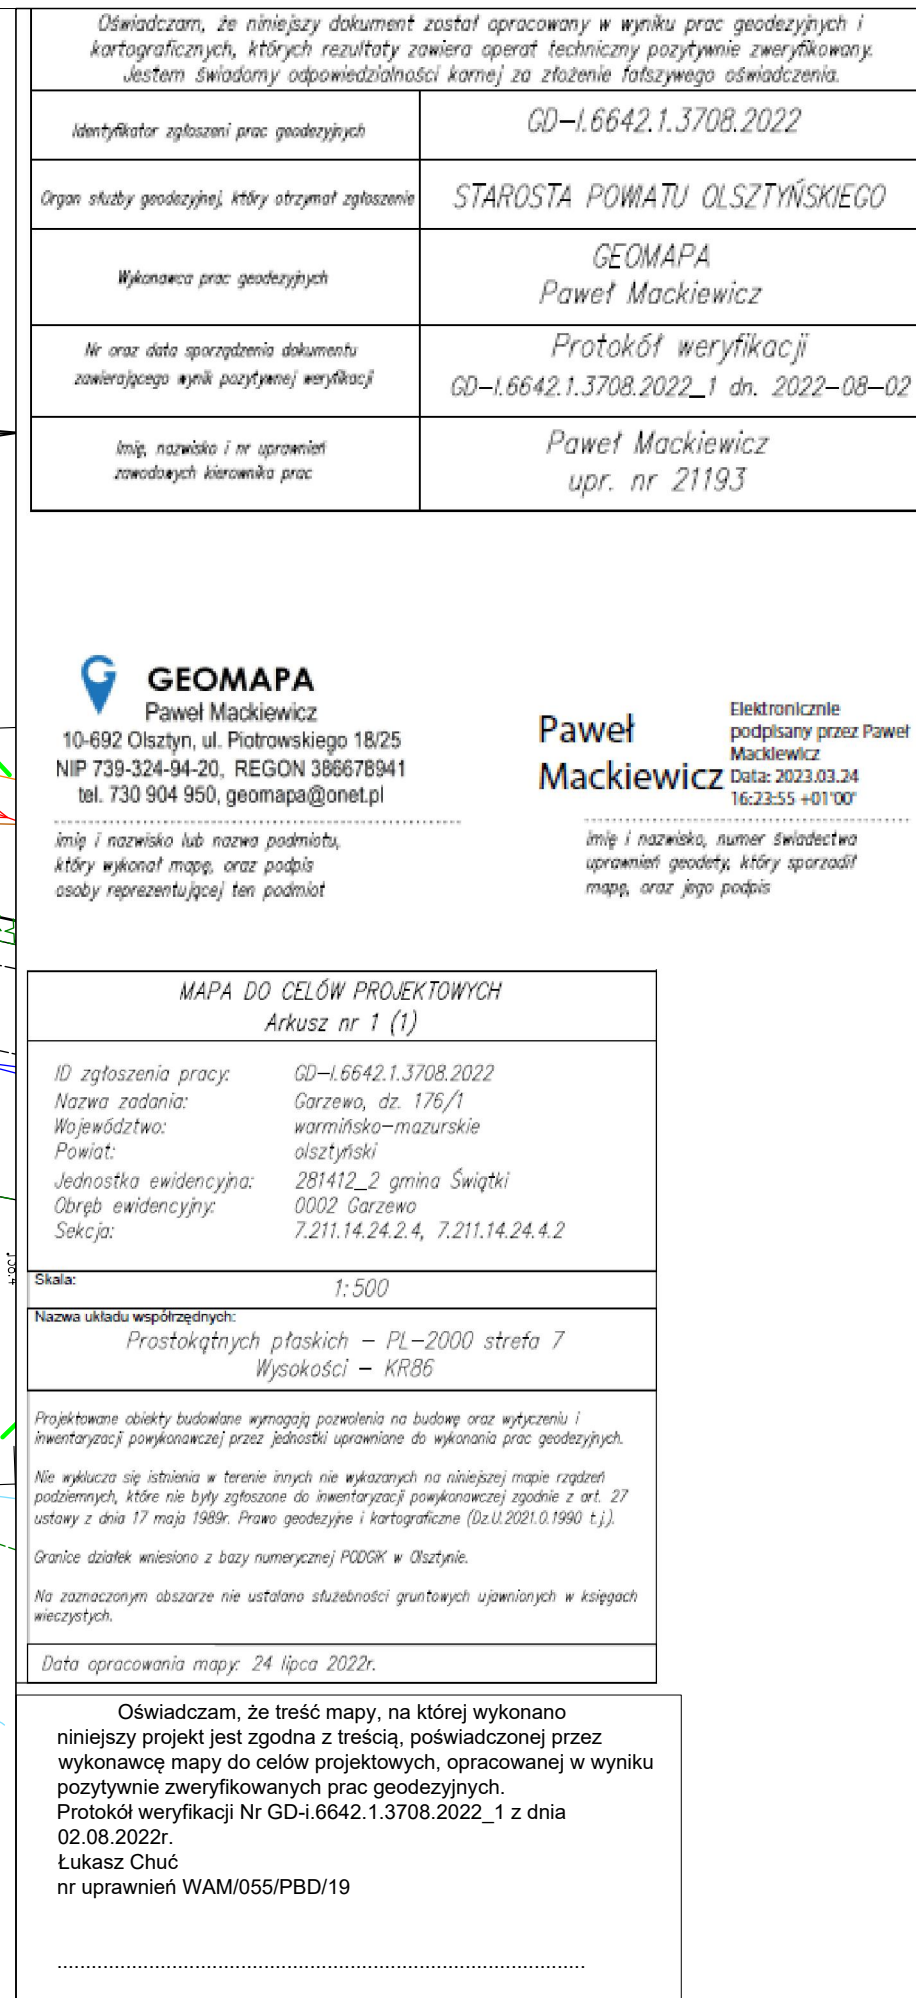 Oświadczam, że niniejszy dokument został opracowany w wyniku prac geodezyjnych i
kartograficznych, których rezultaty zawiera operat techniczny pozytywnie zweryfikowany.
Jestem świadomy odpowiedzialności karnej za złożenie fałszywego oświadczenia.
Identyfikator zgłoszeni prac geodezyjnych
GD-I.6642.1.3708.2022
Organ służby geodezyjnej, który otrzymał zgłoszenie
STAROSTA POWIATU OLSZTYŃSKIEGO
Wykonawca prac geodezyjnych
GEOMAPA
Paweł Mackiewicz
Nr oraz data sporządzenia dokumentu
zawierającego wynik pozytywnej weryfikacji
Protokół weryfikacji
GD-I.6642.1.3708.2022_1 dn. 2022-08-02
Imię, nazwisko i nr uprawnień
zawodowych kierownika prac
Paweł Mackiewicz
upr. nr 21193
GEOMAPA
Paweł Mackiewicz
10-692 Olsztyn, ul. Piotrowskiego 18/25
NIP 739-324-94-20, REGON 386678941
tel. 730 904 950, geomapa@onet.pl
imię i nazwisko lub nazwa podmiotu,
który wykonał mapę, oraz podpis
osoby reprezentującej ten podmiot
Paweł
Mackiewicz
Elektronicznie
podpisany przez Paweł
Mackiewicz
Data: 2023.03.24
16:23:55 +01'00'
imię i nazwisko, numer świadectwa
uprawnień geodety, który sporzadił
mapę, oraz jego podpis
MAPA DO CELÓW PROJEKTOWYCH
Arkusz nr 1 (1)
ID zgłoszenia pracy: GD-I.6642.1.3708.2022
Nazwa zadania: Garzewo, dz. 176/1
Województwo: warmińsko-mazurskie
Powiat: olsztyński
Jednostka ewidencyjna: 281412_2 gmina Świątki
Obręb ewidencyjny: 0002 Garzewo
Sekcja: 7.211.14.24.2.4, 7.211.14.24.4.2
Skala: 1:500
Nazwa układu współrzędnych:
Prostokątnych płaskich – PL-2000 strefa 7
Wysokości – KR86
Projektowane obiekty budowlane wymagają pozwolenia na budowę oraz wytyczeniu i
inwentaryzacji powykonawczej przez jednostki uprawnione do wykonania prac geodezyjnych.
Nie wyklucza się istnienia w terenie innych nie wykazanych na niniejszej mapie rządzeń
podziemnych, które nie były zgłoszone do inwentaryzacji powykonawczej zgodnie z art. 27
ustawy z dnia 17 maja 1989r. Prawo geodezyjne i kartograficzne (Dz.U.2021.0.1990 t.j.).
Granice działek wniesiono z bazy numerycznej PODGiK w Olsztynie.
Na zaznaczonym obszarze nie ustalano służebności gruntowych ujawnionych w księgach
wieczystych.
Data opracowania mapy: 24 lipca 2022r.
Oświadczam, że treść mapy, na której wykonano
niniejszy projekt jest zgodna z treścią, poświadczonej przez
wykonawcę mapy do celów projektowych, opracowanej w wyniku
pozytywnie zweryfikowanych prac geodezyjnych.
Protokół weryfikacji Nr GD-i.6642.1.3708.2022_1 z dnia
02.08.2022r.
Łukasz Chuć
nr uprawnień WAM/055/PBD/19